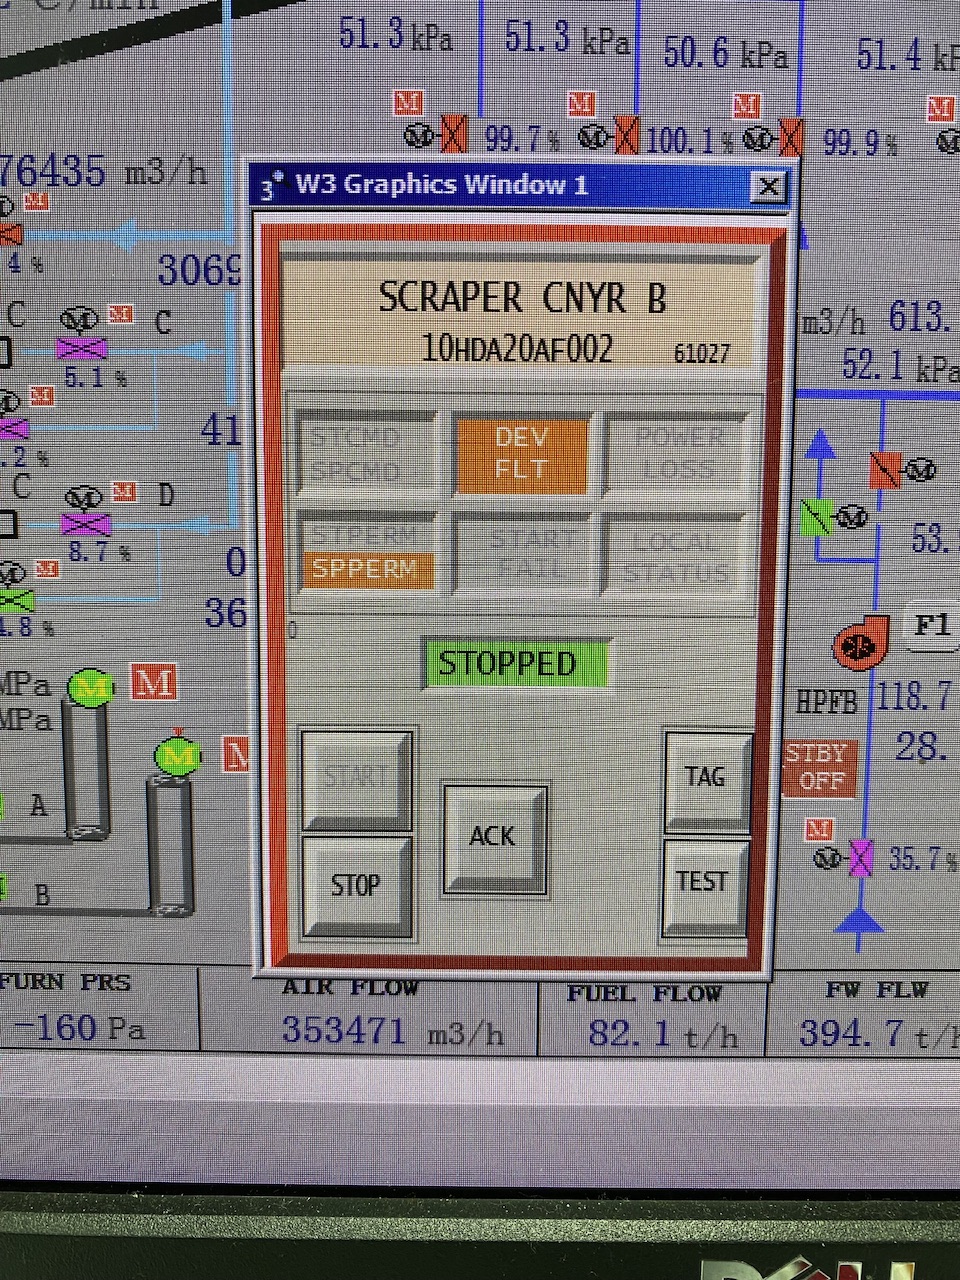 51.3 kPa
51.3 kPa
50.6 kPa
51.4
M
M
M
M
99.7 %
100.1 %
99.9 %
76435 m3/h
M
4 %
3069
C
M
C
5.1 %
M
.2 %
41
C
M
D
8.7 %
0
M
.8 %
36
MPa
MPa
M
M
M
A
B
W3 Graphics Window 1
SCRAPER CNYR B
10HDA20AF002
61027
STCMD
SPCMD
DEV
FLT
POWER
LOSS
STPERM
SPPERM
START
FAIL
LOCAL
STATUS
0
STOPPED
START
STOP
ACK
TAG
TEST
m3/h 613.
52.1 kPa
53.
F1
HPFB
118.7
28.
STBY
OFF
M
35.7 %
FURN PRS
-160 Pa
AIR FLOW
353471 m3/h
FUEL FLOW
82.1 t/h
FW FLW
394.7 t/h
DELL